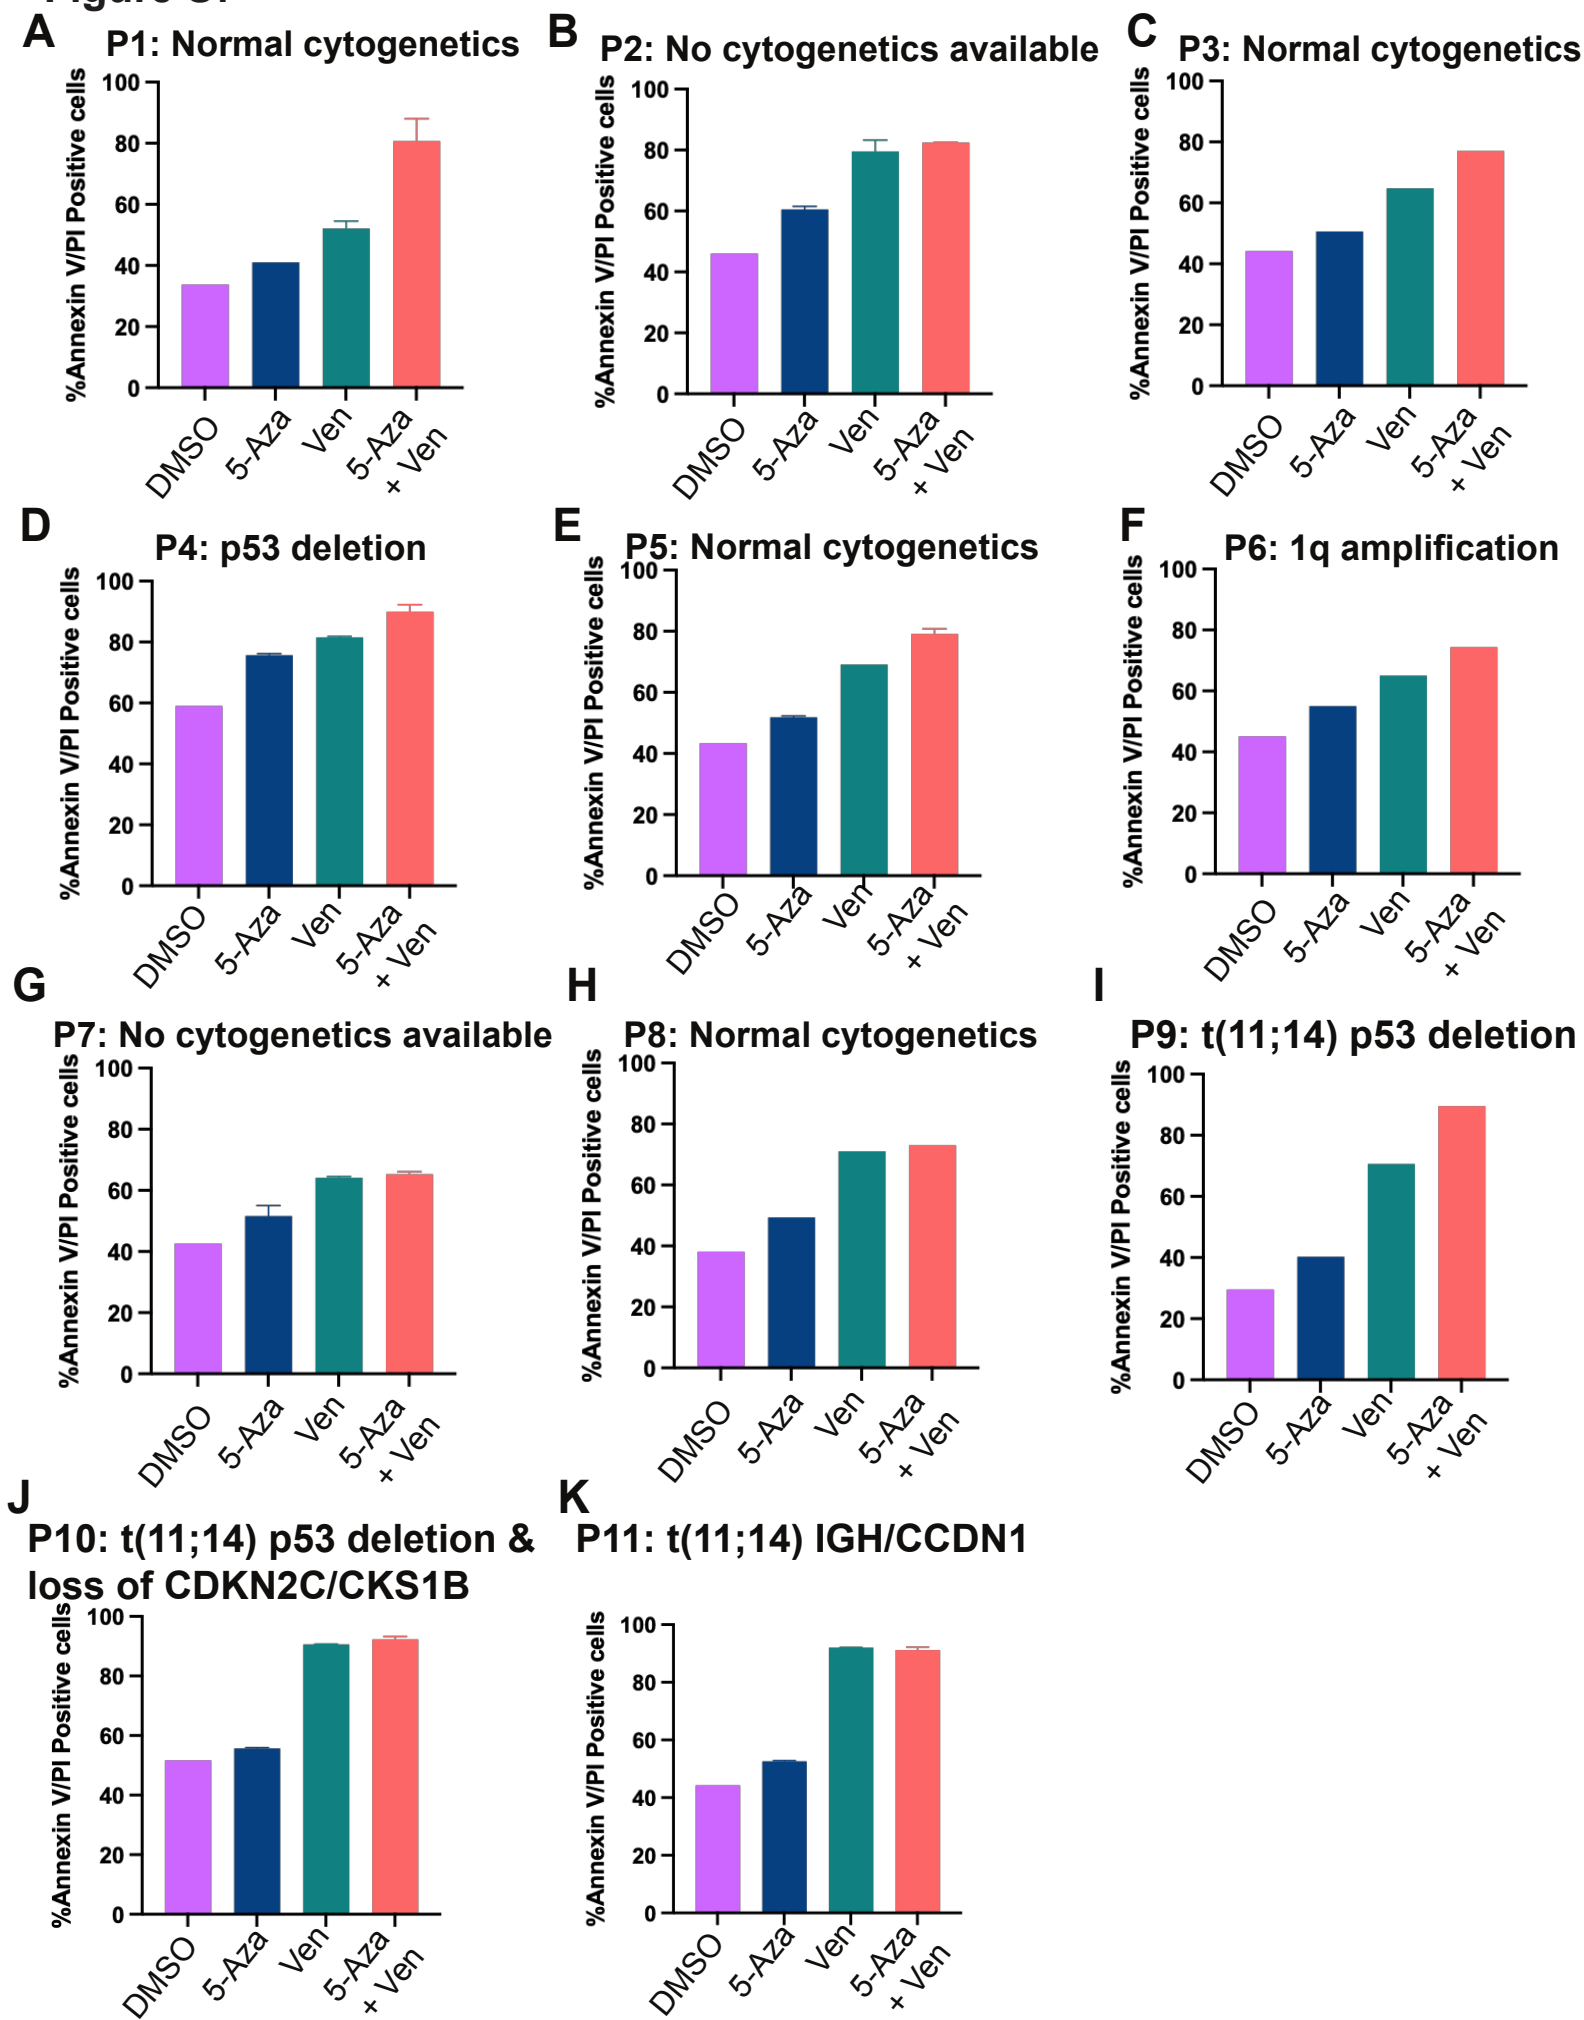 A
P1: Normal cytogenetics
%Annexin V/PI Positive cells
100
80
60
40
20
0
DMSO
5-Aza
Ven
5-Aza
+ Ven
B
P2: No cytogenetics available
%Annexin V/PI Positive cells
100
80
60
40
20
0
DMSO
5-Aza
Ven
5-Aza
+ Ven
C
P3: Normal cytogenetics
%Annexin V/PI Positive cells
100
80
60
40
20
0
DMSO
5-Aza
Ven
5-Aza
+ Ven
D
P4: p53 deletion
%Annexin V/PI Positive cells
100
80
60
40
20
0
DMSO
5-Aza
Ven
5-Aza
+ Ven
E
P5: Normal cytogenetics
%Annexin V/PI Positive cells
100
80
60
40
20
0
DMSO
5-Aza
Ven
5-Aza
+ Ven
F
P6: 1q amplification
%Annexin V/PI Positive cells
100
80
60
40
20
0
DMSO
5-Aza
Ven
5-Aza
+ Ven
G
P7: No cytogenetics available
%Annexin V/PI Positive cells
100
80
60
40
20
0
DMSO
5-Aza
Ven
5-Aza
+ Ven
H
P8: Normal cytogenetics
%Annexin V/PI Positive cells
100
80
60
40
20
0
DMSO
5-Aza
Ven
5-Aza
+ Ven
I
P9: t(11;14) p53 deletion
%Annexin V/PI Positive cells
100
80
60
40
20
0
DMSO
5-Aza
Ven
5-Aza
+ Ven
J
P10: t(11;14) p53 deletion &
loss of CDKN2C/CKS1B
%Annexin V/PI Positive cells
100
80
60
40
20
0
DMSO
5-Aza
Ven
5-Aza
+ Ven
K
P11: t(11;14) IGH/CCDN1
%Annexin V/PI Positive cells
100
80
60
40
20
0
DMSO
5-Aza
Ven
5-Aza
+ Ven